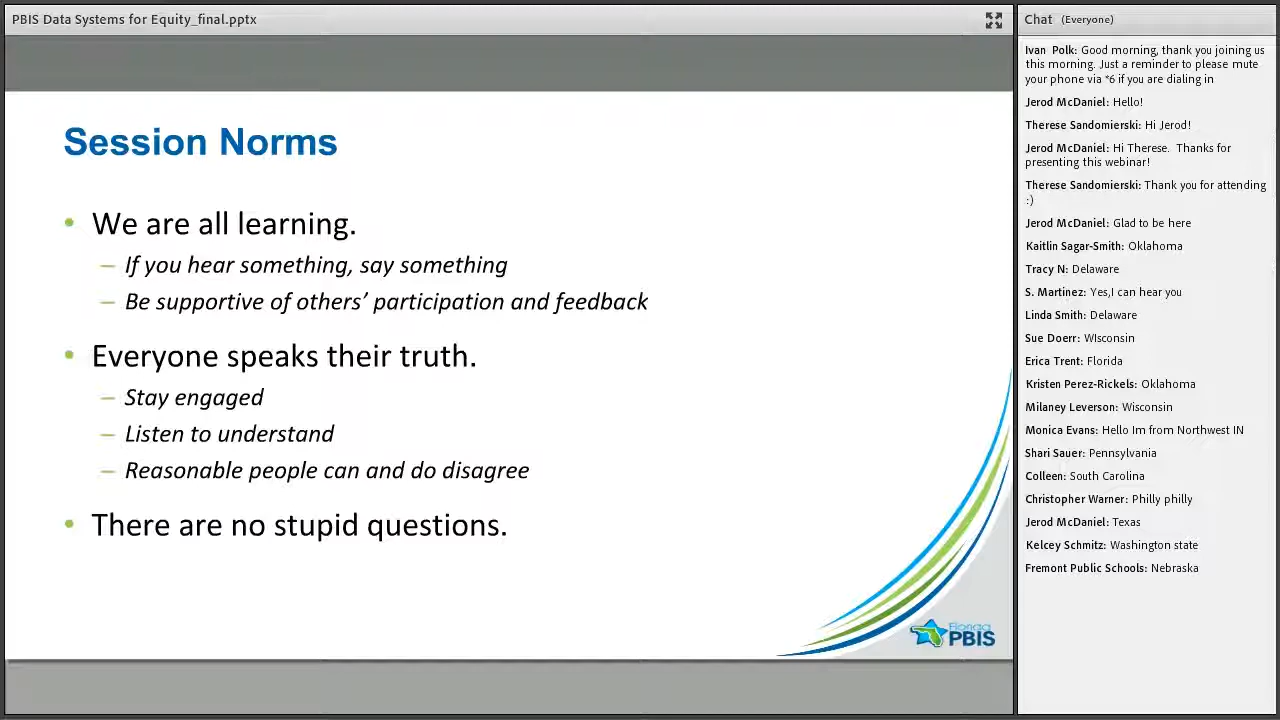 PBIS Data Systems for Equity_final.pptx
Session Norms
• We are all learning.
– If you hear something, say something
– Be supportive of others’ participation and feedback
• Everyone speaks their truth.
– Stay engaged
– Listen to understand
– Reasonable people can and do disagree
• There are no stupid questions.
Florida
PBIS
Chat (Everyone)
Ivan Polk: Good morning, thank you joining us
this morning. Just a reminder to please mute
your phone via *6 if you are dialing in
Jerod McDaniel: Hello!
Therese Sandomierski: Hi Jerod!
Jerod McDaniel: Hi Therese. Thanks for
presenting this webinar!
Therese Sandomierski: Thank you for attending
:)
Jerod McDaniel: Glad to be here
Kaitlin Sagar-Smith: Oklahoma
Tracy N: Delaware
S. Martinez: Yes,I can hear you
Linda Smith: Delaware
Sue Doerr: WIsconsin
Erica Trent: Florida
Kristen Perez-Rickels: Oklahoma
Milaney Leverson: Wisconsin
Monica Evans: Hello Im from Northwest IN
Shari Sauer: Pennsylvania
Colleen: South Carolina
Christopher Warner: Philly philly
Jerod McDaniel: Texas
Kelcey Schmitz: Washington state
Fremont Public Schools: Nebraska